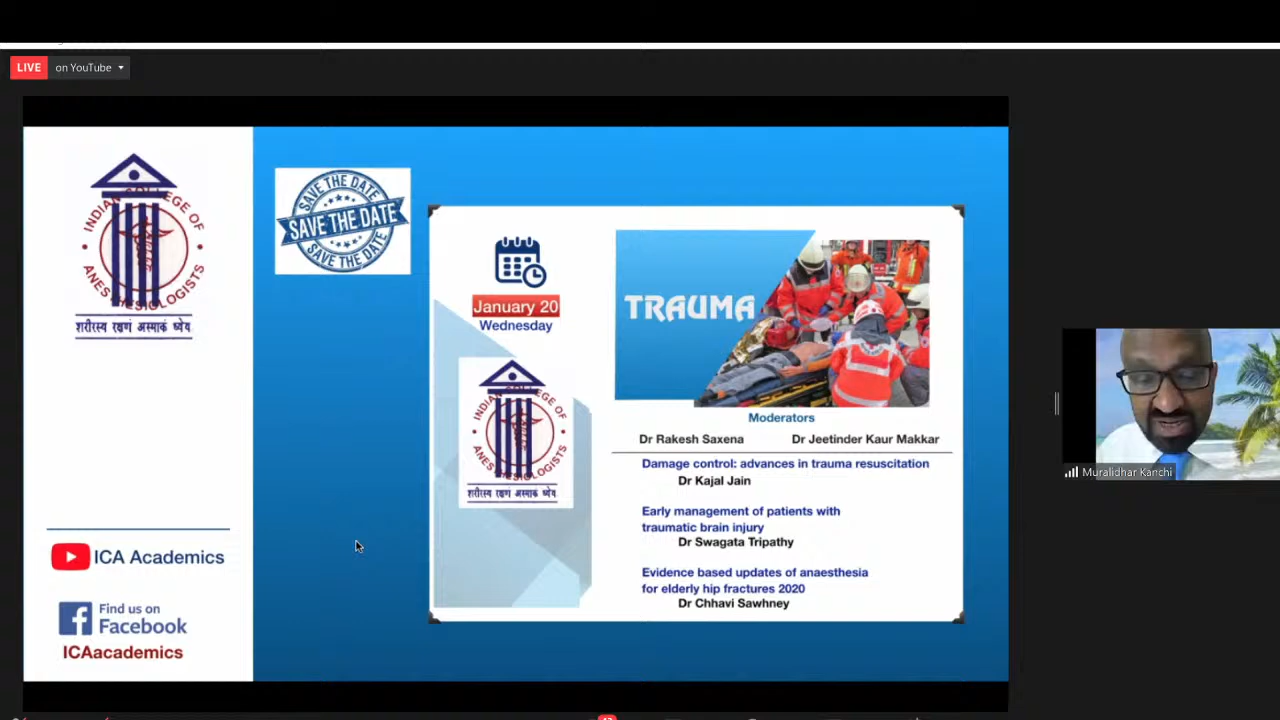 LIVE on YouTube
INDIAN COLLEGE OF
ANESTHESIOLOGISTS
शरीरस्य रक्षणं अस्माकं ध्येय
ICA Academics
Find us on
Facebook
ICAacademics
SAVE THE DATE
SAVE THE DATE
SAVE THE DATE
January 20
Wednesday
INDIAN COLLEGE OF
ANESTHESIOLOGISTS
शरीरस्य रक्षणं अस्माकं ध्येय
TRAUMA
Moderators
Dr Rakesh Saxena Dr Jeetinder Kaur Makkar
Damage control: advances in trauma resuscitation
Dr Kajal Jain
Early management of patients with
traumatic brain injury
Dr Swagata Tripathy
Evidence based updates of anaesthesia
for elderly hip fractures 2020
Dr Chhavi Sawhney
Muralidhar Kanchi